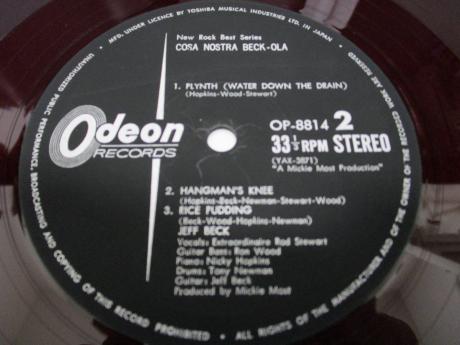 MFD. UNDER LICENCE BY TOSHIBA MUSICAL INDUSTRIES LTD. IN JAPAN.
New Rock Best Series
COSA NOSTRA BECK-OLA
1. PLYNTH (WATER DOWN THE DRAIN)
(Hopkins-Wood-Stewart)
Odeon
RECORDS
OP-8814 2
33⅓ RPM STEREO
(YAX-3871)
"A Mickie Most Production"
2. HANGMAN'S KNEE
(Hopkins-Beck-Newman-Stewart-Wood)
3. RICE PUDDING
(Beck-Wood-Hopkins-Newman)
JEFF BECK
Vocals: Extraordinaire Rod Stewart
Guitar Bass: Ron Wood
Piano: Nicky Hopkins
Drums: Tony Newman
Guitar: Jeff Beck
Produced by Mickie Most
ALL RIGHTS OF THE MANUFACTURER AND OF THE OWNER OF THE RECORDED WORK ARE RESERVED.
UNAUTHORIZED PUBLIC PERFORMANCE BROADCASTING AND COPYING OF THIS RECORD PROHIBITED